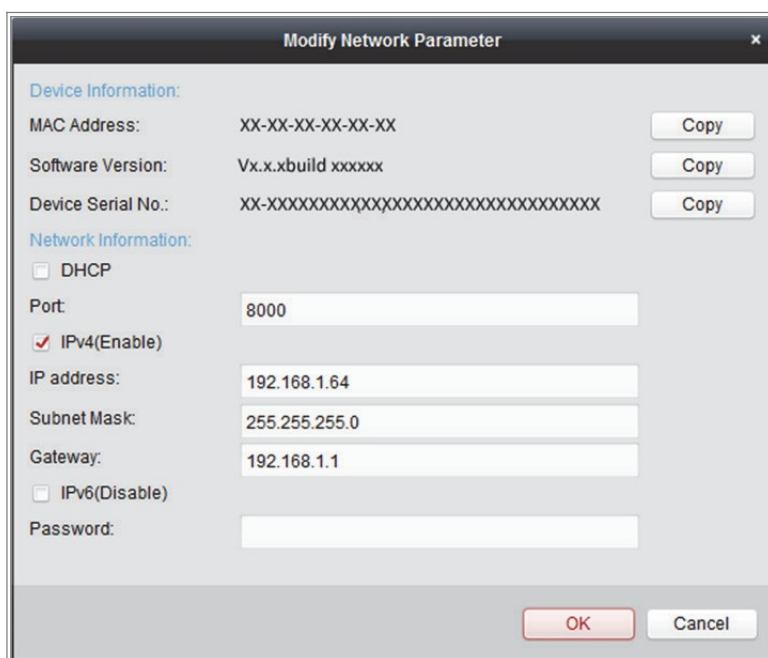 Modify Network Parameter ×
Device Information:
MAC Address: XX-XX-XX-XX-XX-XX Copy
Software Version: Vx.x.xbuild xxxxxx Copy
Device Serial No.: XX-XXXXXXXXXXXXXXXXXXXXXXXXXXXXXXXX Copy
Network Information:
DHCP
Port: 8000
IPv4(Enable)
IP address: 192.168.1.64
Subnet Mask: 255.255.255.0
Gateway: 192.168.1.1
IPv6(Disable)
Password:
OK Cancel